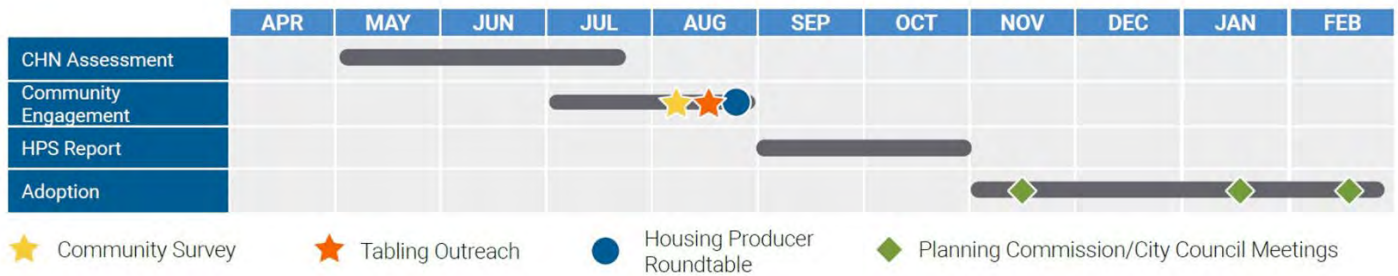 APR MAY JUN JUL AUG SEP OCT NOV DEC JAN FEB
CHN Assessment
Community
Engagement
HPS Report
Adoption
Community Survey
Tabling Outreach
Housing Producer
Roundtable
Planning Commission/City Council Meetings